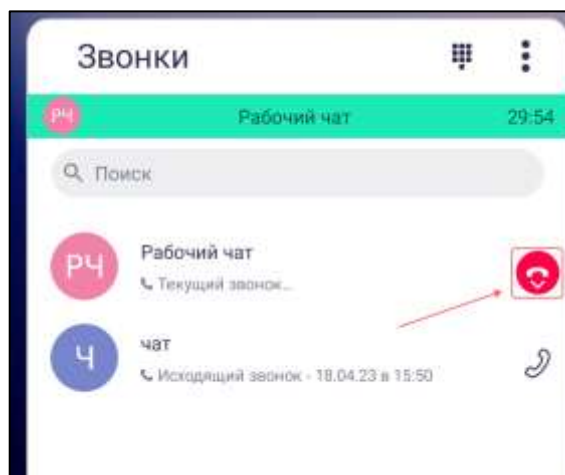 Звонки
РЧ Рабочий чат 29:54
Поиск
РЧ
Рабочий чат
Текущий звонок...
Ч
чат
Исходящий звонок - 18.04.23 в 15:50